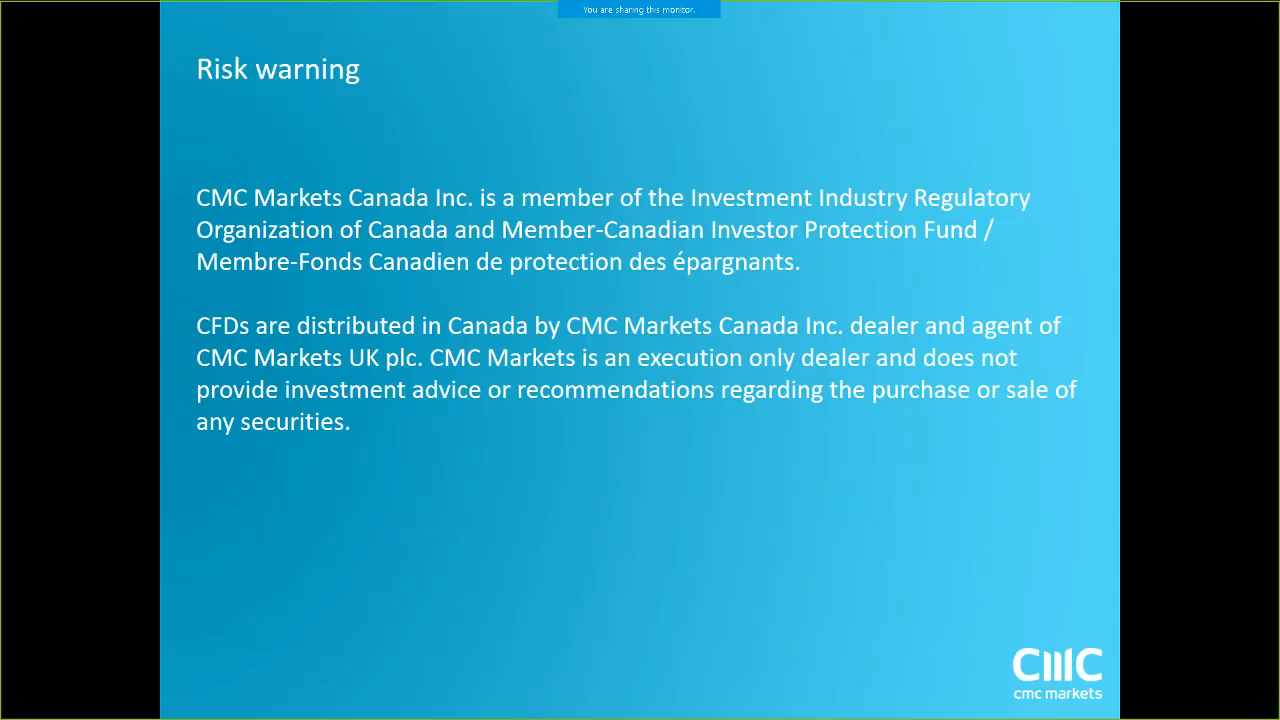 You are sharing this monitor.
Risk warning
CMC Markets Canada Inc. is a member of the Investment Industry Regulatory
Organization of Canada and Member-Canadian Investor Protection Fund /
Membre-Fonds Canadien de protection des épargnants.
CFDs are distributed in Canada by CMC Markets Canada Inc. dealer and agent of
CMC Markets UK plc. CMC Markets is an execution only dealer and does not
provide investment advice or recommendations regarding the purchase or sale of
any securities.
CMC
cmc markets